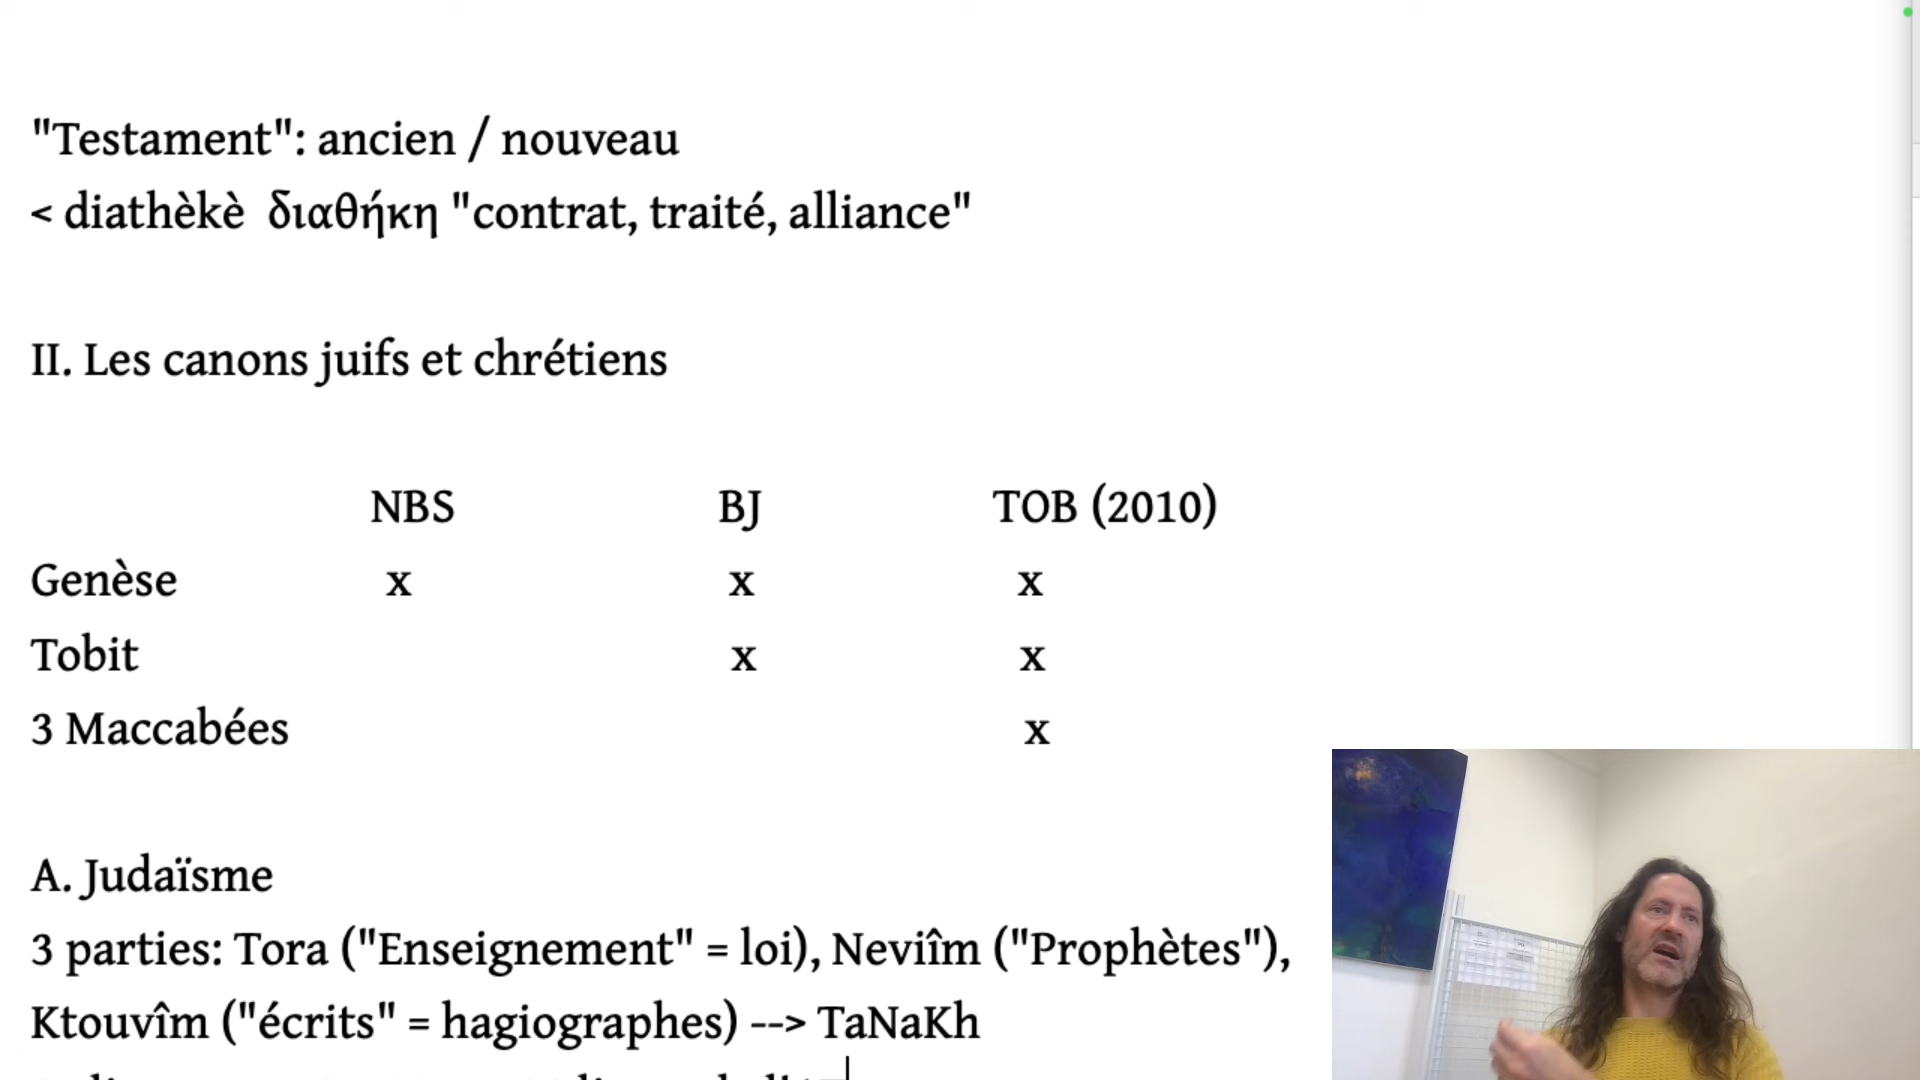 "Testament": ancien / nouveau
< diathèkè διαθήκη "contrat, traité, alliance"
II. Les canons juifs et chrétiens
NBS BJ TOB (2010)
Genèse x x x
Tobit x x
3 Maccabées x
A. Judaïsme
3 parties: Tora ("Enseignement" = loi), Neviîm ("Prophètes"),
Ktouvîm ("écrits" = hagiographes) --> TaNaKh